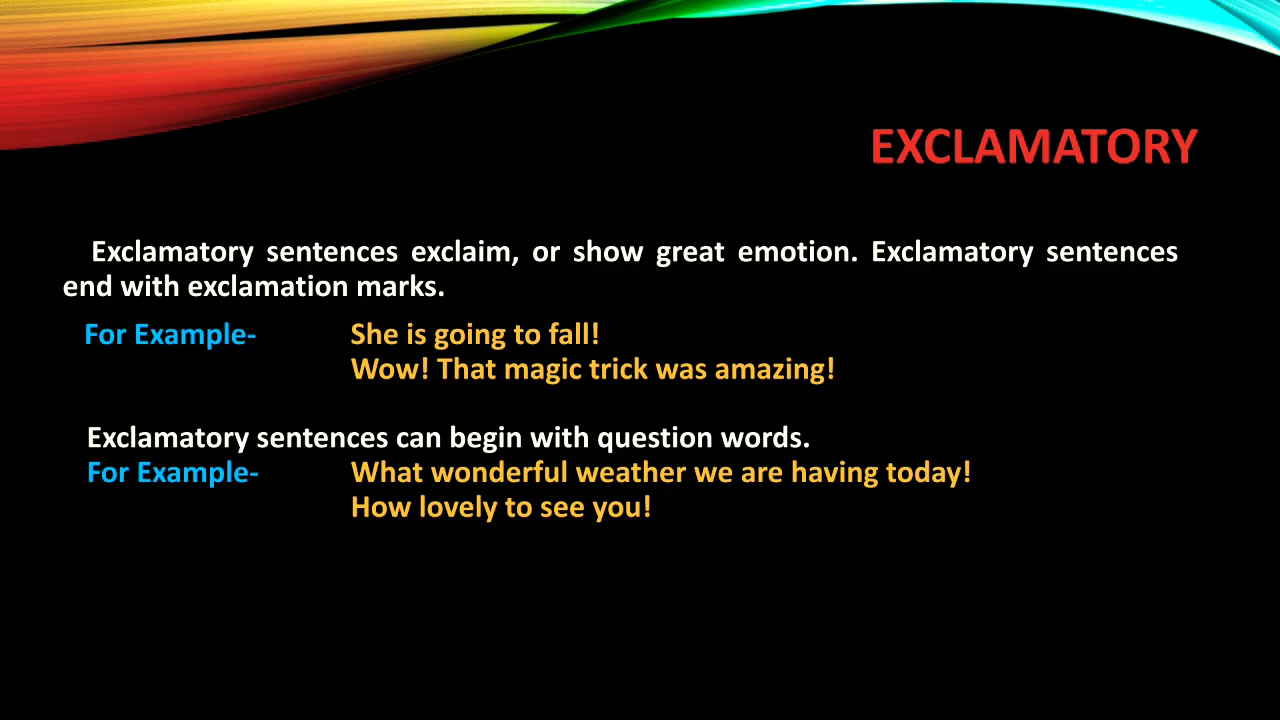 EXCLAMATORY
Exclamatory sentences exclaim, or show great emotion. Exclamatory sentences
end with exclamation marks.
For Example- She is going to fall!
Wow! That magic trick was amazing!
Exclamatory sentences can begin with question words.
For Example- What wonderful weather we are having today!
How lovely to see you!